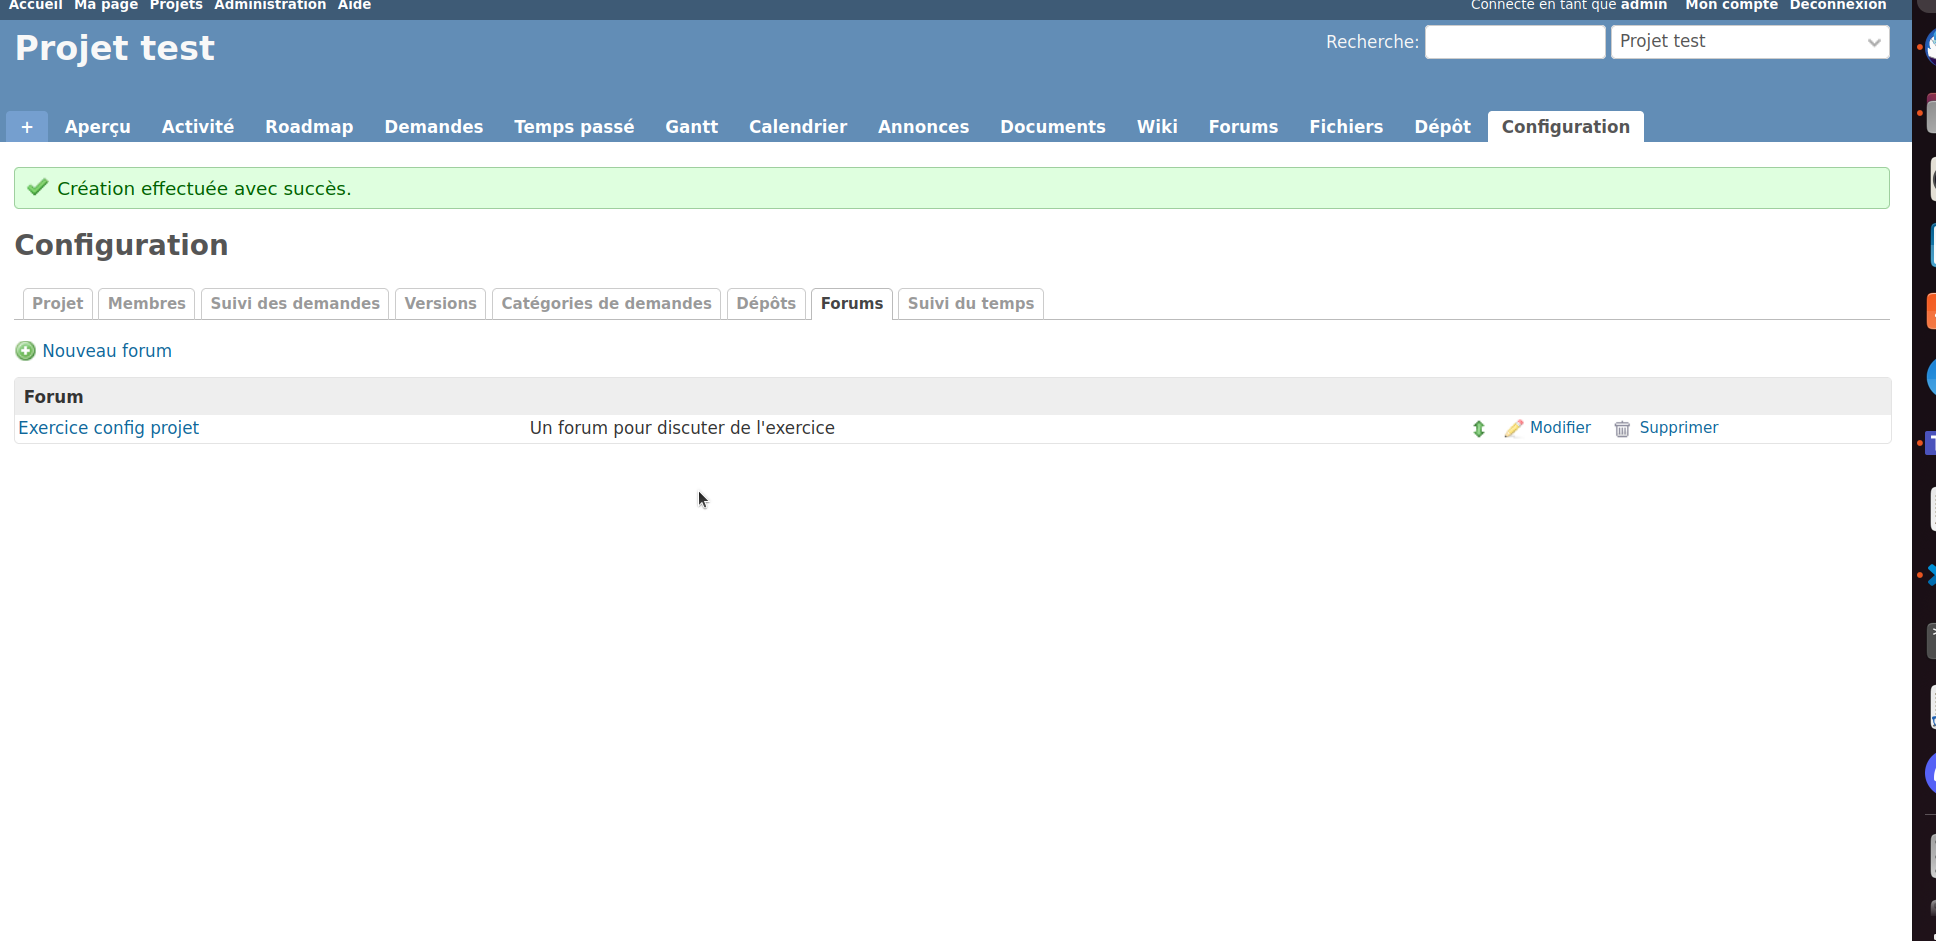 Accueil Ma page Projets Administration Aide Connecté en tant que admin Mon compte Déconnexion
Projet test Recherche: Projet test
+ Aperçu Activité Roadmap Demandes Temps passé Gantt Calendrier Annonces Documents Wiki Forums Fichiers Dépôt Configuration
Création effectuée avec succès.
Configuration
Projet Membres Suivi des demandes Versions Catégories de demandes Dépôts Forums Suivi du temps
Nouveau forum
Forum
Exercice config projet Un forum pour discuter de l'exercice Modifier Supprimer